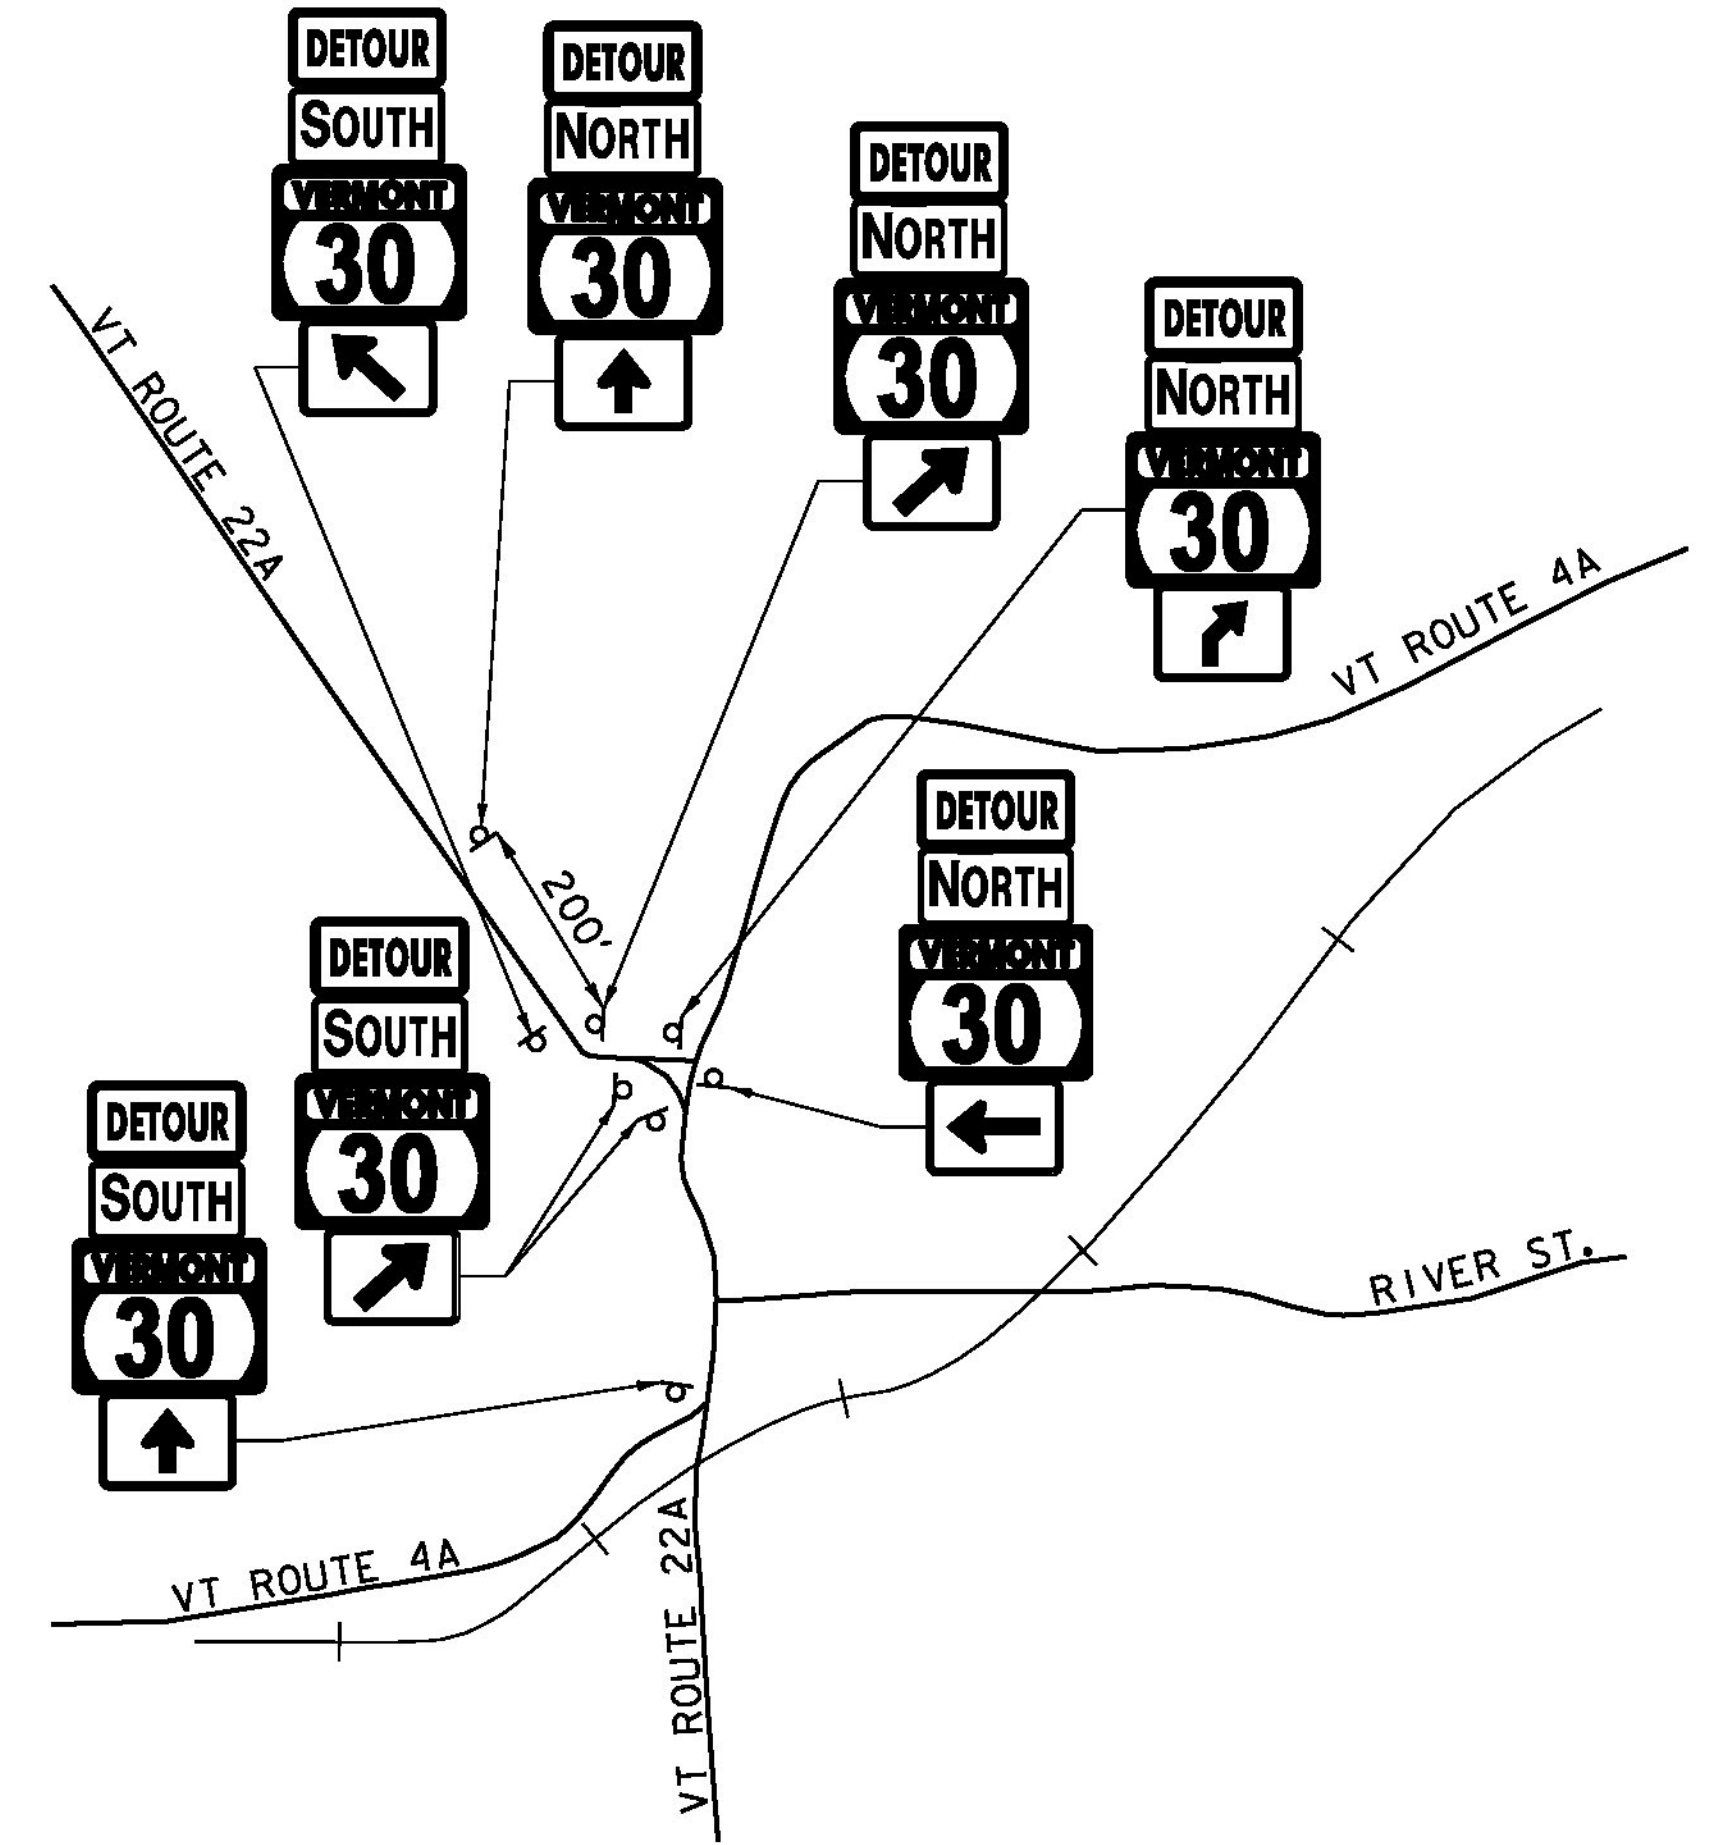 DETOUR
SOUTH
VERMONT
30
DETOUR
NORTH
VERMONT
30
DETOUR
NORTH
VERMONT
30
DETOUR
NORTH
VERMONT
30
VT ROUTE 22A
VT ROUTE 4A
DETOUR
NORTH
VERMONT
30
200'
DETOUR
SOUTH
VERMONT
30
DETOUR
SOUTH
VERMONT
30
RIVER ST.
VT ROUTE 4A
VT ROUTE 22A